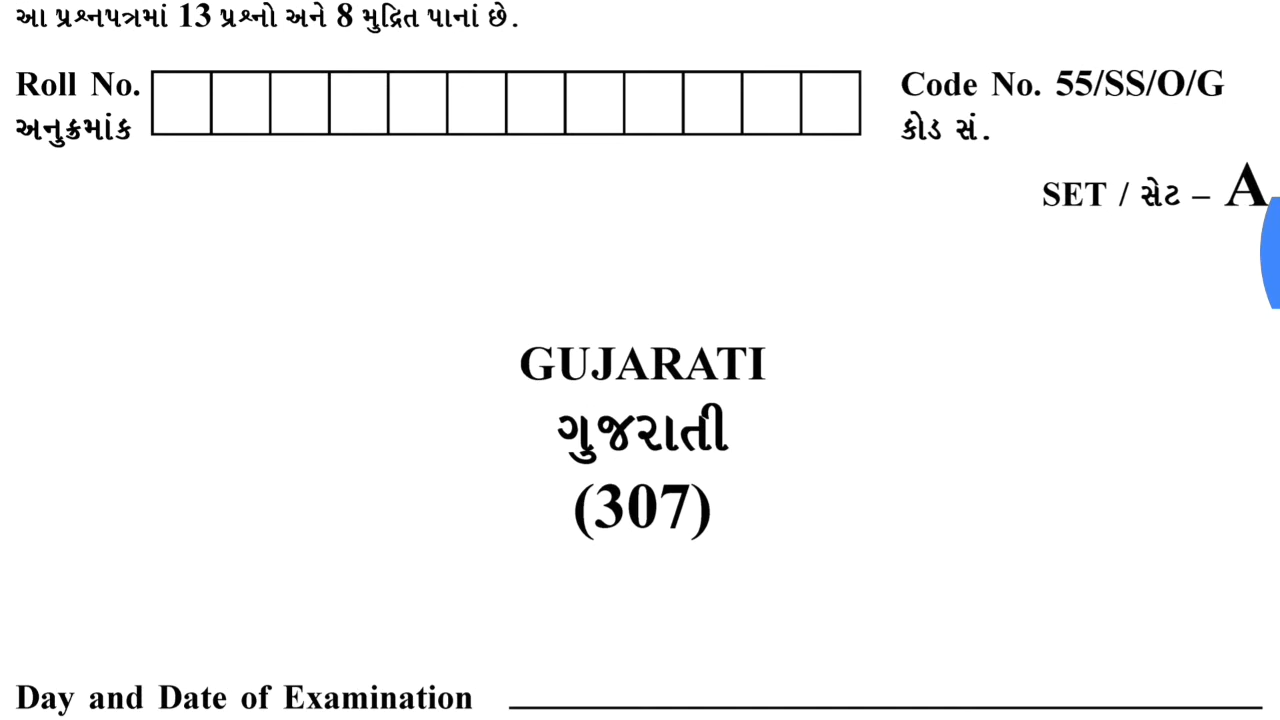 આ પ્રશ્નપત્રમાં 13 પ્રશ્નો અને 8 મુદ્રિત પાનાં છે.
Roll No.
Code No. 55/SS/O/G
અનુક્રમાંક
કોડ સં.
SET / સેટ – A
GUJARATI
ગુજરાતી
(307)
Day and Date of Examination